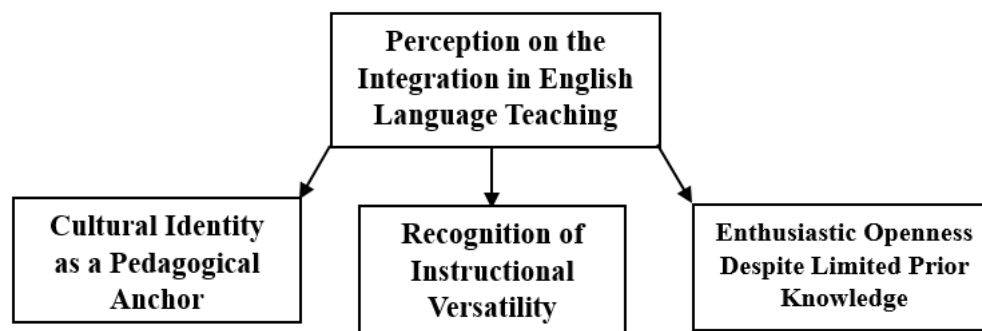 Perception on the
Integration in English
Language Teaching
Cultural Identity
as a Pedagogical
Anchor
Recognition of
Instructional
Versatility
Enthusiastic Openness
Despite Limited Prior
Knowledge